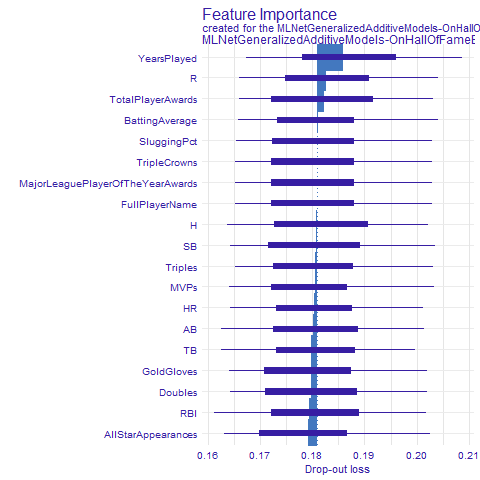 Feature Importance
created for the MLNetGeneralizedAdditiveModels-OnHall
MLNetGeneralizedAdditiveModels-OnHallOfFameB
YearsPlayed
R
TotalPlayerAwards
BattingAverage
SluggingPct
TripleCrowns
MajorLeaguePlayerOfTheYearAwards
FullPlayerName
H
SB
Triples
MVPs
HR
AB
TB
GoldGloves
Doubles
RBI
AllStarAppearances
0.16 0.17 0.18 0.19 0.20 0.21
Drop-out loss